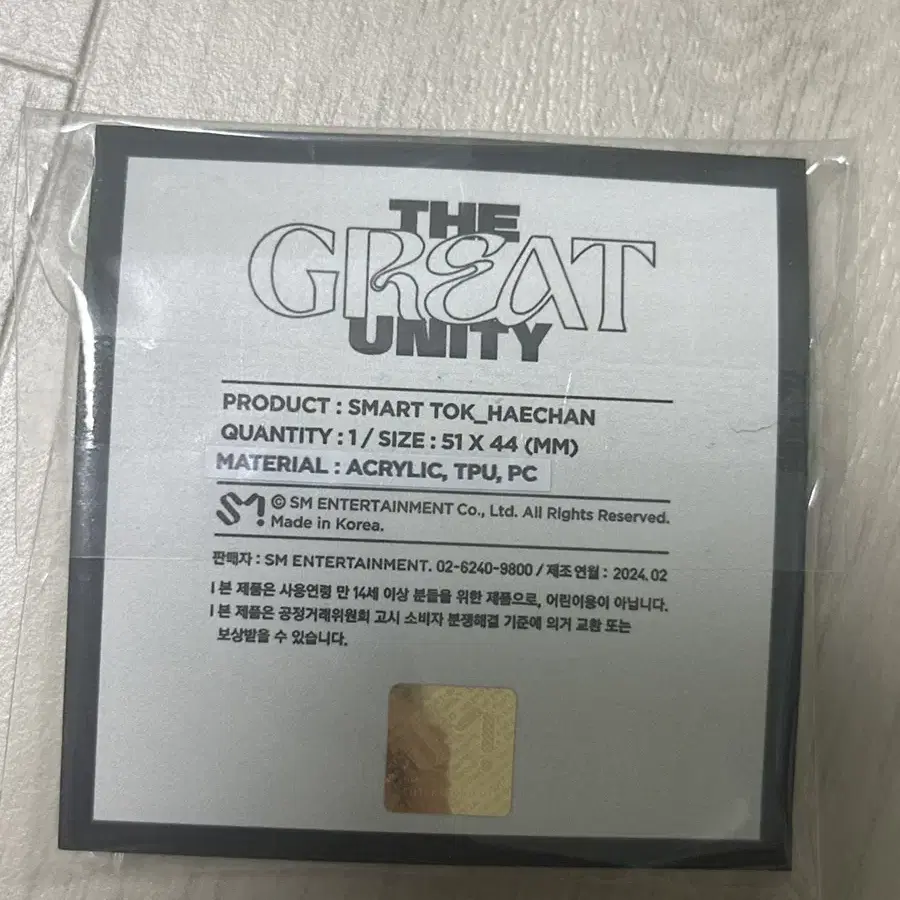 THE
GREAT
UNITY
PRODUCT : SMART TOK_HAECHAN
QUANTITY : 1 / SIZE : 51 X 44 (MM)
MATERIAL : ACRYLIC, TPU, PC
SM! © SM ENTERTAINMENT Co., Ltd. All Rights Reserved.
Made in Korea.
판매자 : SM ENTERTAINMENT. 02-6240-9800 / 제조연월 : 2024. 02
| 본 제품은 사용연령 만 14세 이상 분들을 위한 제품으로, 어린이용이 아닙니다.
| 본 제품은 공정거래위원회 고시 소비자 분쟁해결 기준에 의거 교환 또는
보상받을 수 있습니다.